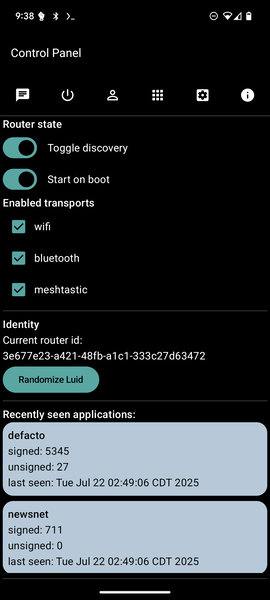 9:38
Control Panel
Router state
Toggle discovery
Start on boot
Enabled transports
wifi
bluetooth
meshtastic
Identity
Current router id:
3e677e23-a421-48fb-a1c1-333c27d63472
Randomize Luid
Recently seen applications:
defacto
signed: 5345
unsigned: 27
last seen: Tue Jul 22 02:49:06 CDT 2025
newsnet
signed: 711
unsigned: 0
last seen: Tue Jul 22 02:49:06 CDT 2025